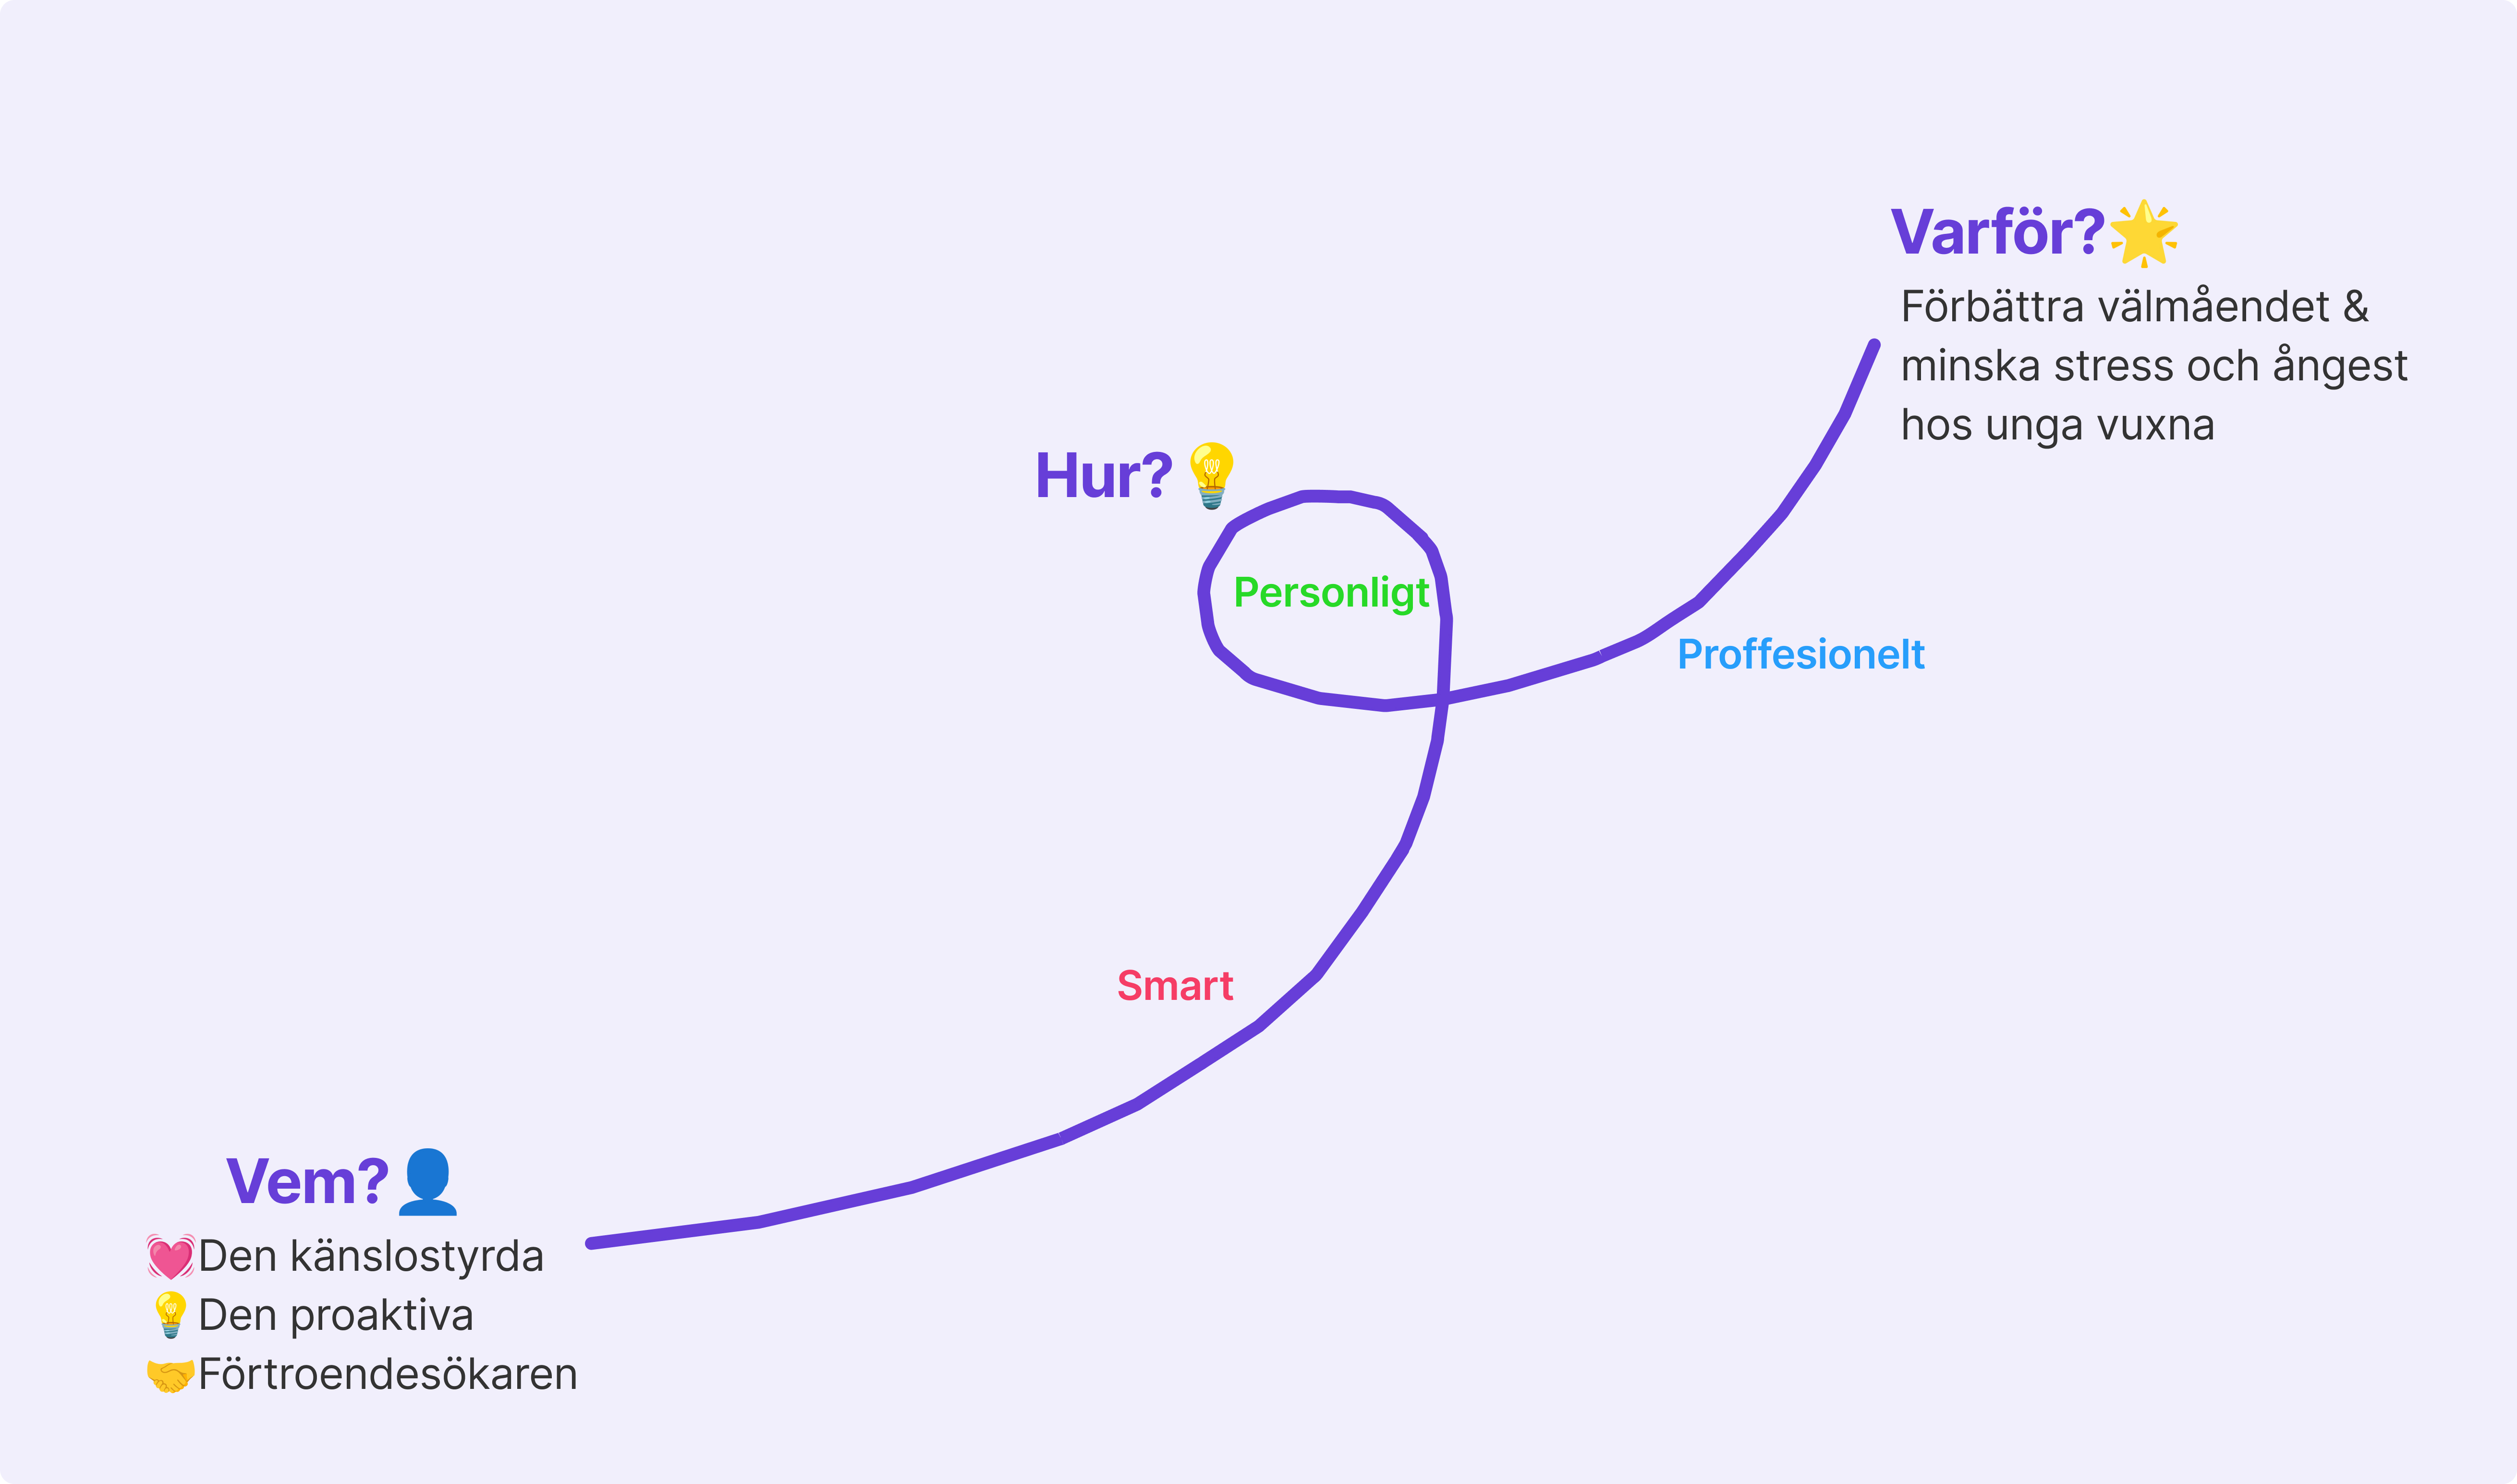 Varför?🌟
Förbättra välmåendet &
minska stress och ångest
hos unga vuxna
Hur?💡
Personligt
Proffesionelt
Smart
Vem?👤
💓Den känslostyrda
💡Den proaktiva
🤝Förtroendesökaren